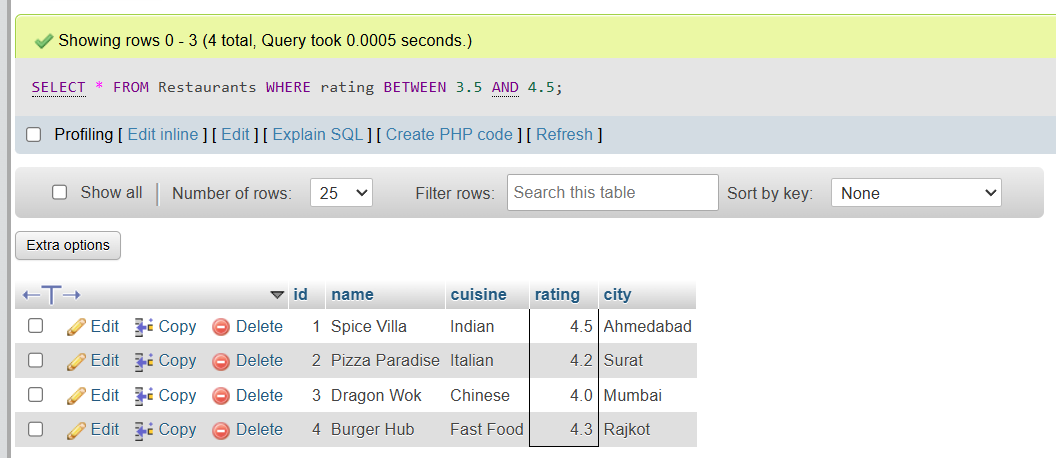 Showing rows 0 - 3 (4 total, Query took 0.0005 seconds.)
SELECT * FROM Restaurants WHERE rating BETWEEN 3.5 AND 4.5;
Profiling [ Edit inline ] [ Edit ] [ Explain SQL ] [ Create PHP code ] [ Refresh ]
Show all Number of rows: 25 Filter rows: Search this table Sort by key: None
Extra options
id name cuisine rating city
Edit Copy Delete 1 Spice Villa Indian 4.5 Ahmedabad
Edit Copy Delete 2 Pizza Paradise Italian 4.2 Surat
Edit Copy Delete 3 Dragon Wok Chinese 4.0 Mumbai
Edit Copy Delete 4 Burger Hub Fast Food 4.3 Rajkot